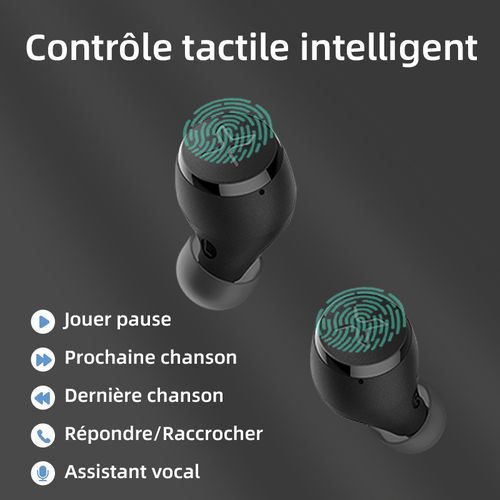 Contrôle tactile intelligent
Jouer pause
Prochaine chanson
Dernière chanson
Répondre/Raccrocher
Assistant vocal